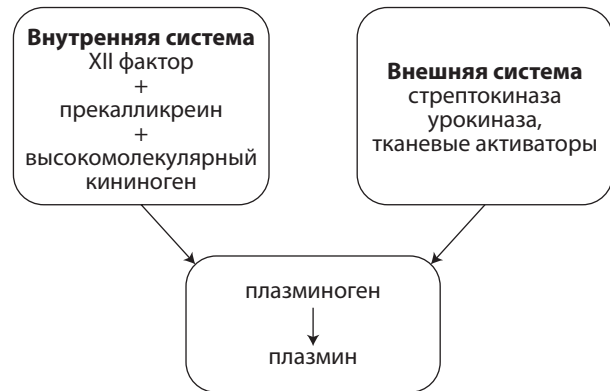 Внутренняя система
XII фактор
+
прекалликреин
+
высокомолекулярный
кининоген
Внешняя система
стрептокиназа
урокиназа,
тканевые активаторы
плазминоген
плазмин